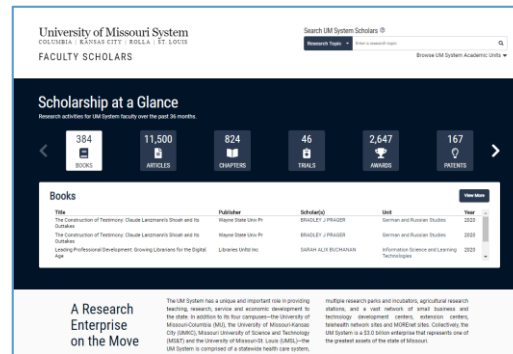 University of Missouri System
COLUMBIA | KANSAS CITY | ROLLA | ST. LOUIS
FACULTY SCHOLARS
Search UM System Scholars
Research Topic
Enter a research topic
Browse UM System Academic Units
Scholarship at a Glance
Research activities for UM System faculty over the past 36 months.
384
BOOKS
11,500
ARTICLES
824
CHAPTERS
46
TRIALS
2,647
AWARDS
167
PATENTS
Books
View More
Title Publisher Scholar(s) Unit Year
The Construction of Testimony: Claude Lanzmann's Shoah and Its Wayne State Univ Pr BRADLEY J PRAGER German and Russian Studies 2020
Outtakes
The Construction of Testimony: Claude Lanzmann's Shoah and Its Wayne State Univ Pr BRADLEY J PRAGER German and Russian Studies 2020
Outtakes
Leading Professional Development: Growing Librarians for the Digital Libraries Unltd Inc SARAH ALIX BUCHANAN Information Science and Learning 2020
Age Technologies
A Research
Enterprise
on the Move
The UM System has a unique and important role in providing
teaching, research, service and economic development to
the state. In addition to its four campuses—the University of
Missouri-Columbia (MU), the University of Missouri-Kansas
City (UMKC), Missouri University of Science and Technology
(MS&T) and the University of Missouri-St. Louis (UMSL)—the
UM System is comprised of a statewide health care system,
multiple research parks and incubators, agricultural research
stations, and a vast network of small business and
technology development centers, extension centers,
telehealth network sites and MOREnet sites. Collectively, the
UM System is a $3.0 billion enterprise that represents one of
the greatest assets of the state of Missouri.